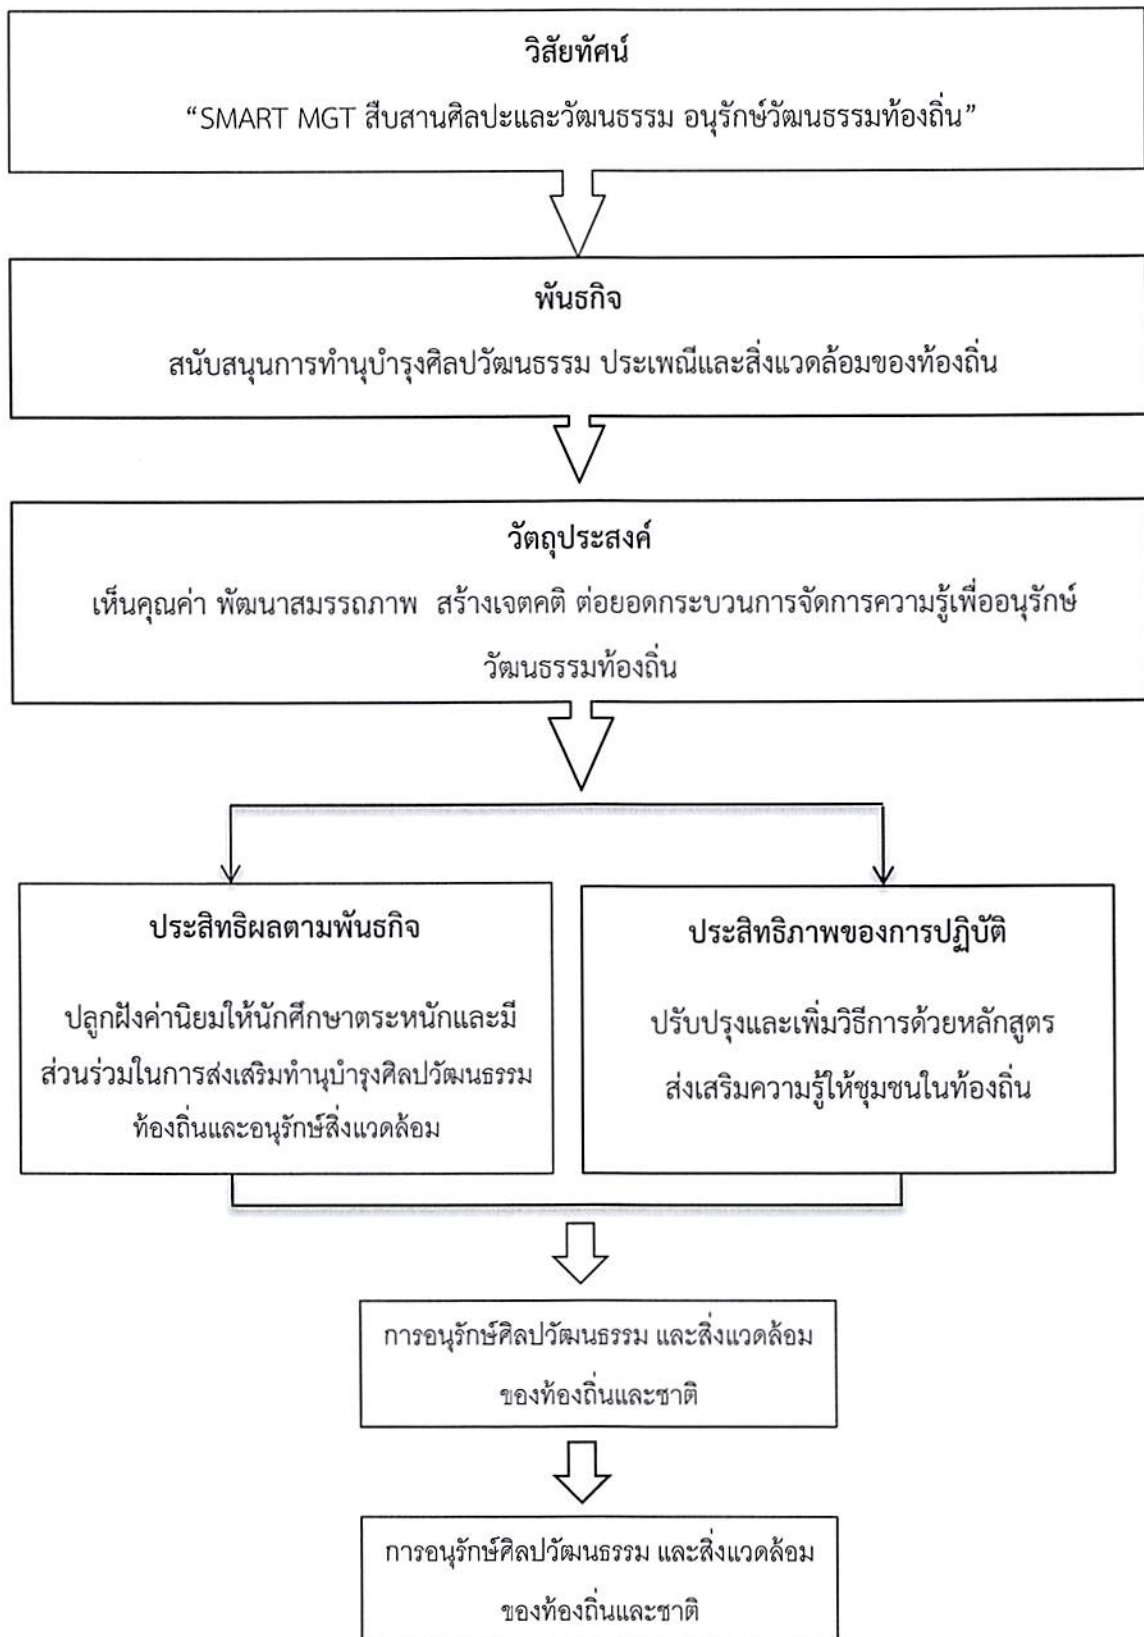 วิสัยทัศน์
“SMART MGT สืบสานศิลปะและวัฒนธรรม อนุรักษ์วัฒนธรรมท้องถิ่น”
พันธกิจ
สนับสนุนการทำนุบำรุงศิลปวัฒนธรรม ประเพณีและสิ่งแวดล้อมของท้องถิ่น
วัตถุประสงค์
เห็นคุณค่า พัฒนาสมรรถภาพ สร้างเจตคติ ต่อยอดกระบวนการจัดการความรู้เพื่ออนุรักษ์
วัฒนธรรมท้องถิ่น
ประสิทธิผลตามพันธกิจ
ปลูกฝังค่านิยมให้นักศึกษาตระหนักและมี
ส่วนร่วมในการส่งเสริมทำนุบำรุงศิลปวัฒนธรรม
ท้องถิ่นและอนุรักษ์สิ่งแวดล้อม
ประสิทธิภาพของการปฏิบัติ
ปรับปรุงและเพิ่มวิธีการด้วยหลักสูตร
ส่งเสริมความรู้ให้ชุมชนในท้องถิ่น
การอนุรักษ์ศิลปวัฒนธรรม และสิ่งแวดล้อม
ของท้องถิ่นและชาติ
การอนุรักษ์ศิลปวัฒนธรรม และสิ่งแวดล้อม
ของท้องถิ่นและชาติ